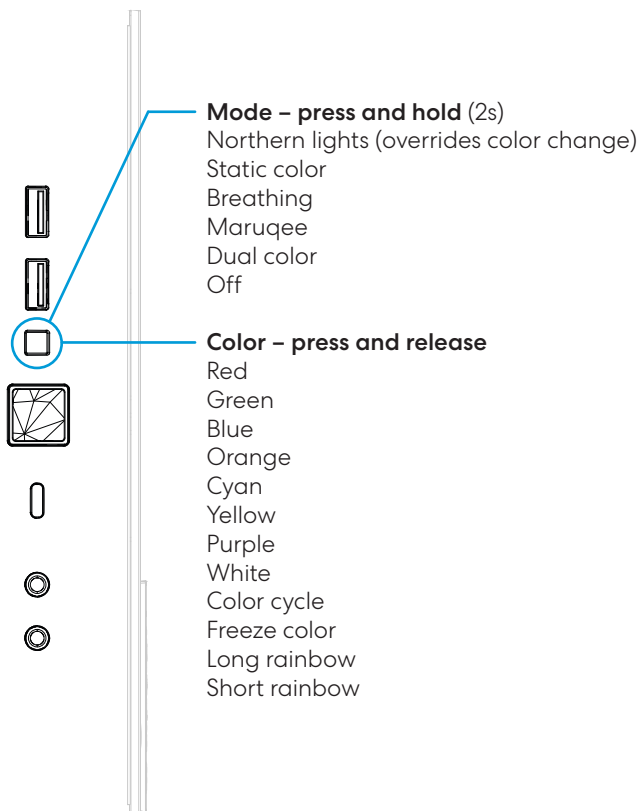 Mode – press and hold (2s)
Northern lights (overrides color change)
Static color
Breathing
Maruqee
Dual color
Off
Color – press and release
Red
Green
Blue
Orange
Cyan
Yellow
Purple
White
Color cycle
Freeze color
Long rainbow
Short rainbow